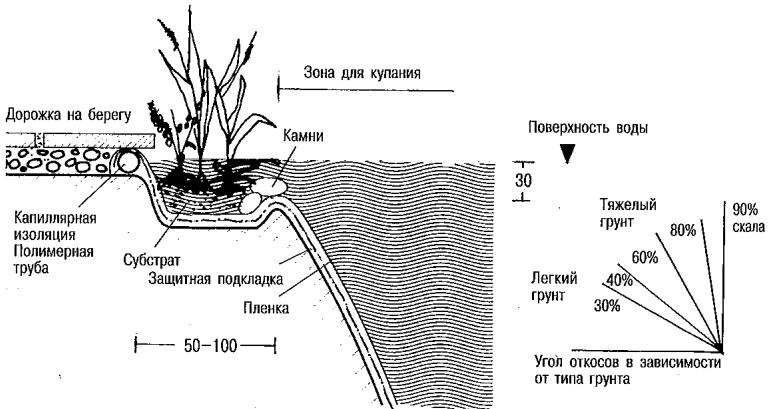 Зона для купания
Дорожка на берегу
Камни
Поверхность воды
30
Капиллярная
изоляция
Полимерная
труба
Субстрат
Защитная подкладка
Пленка
50–100
Тяжелый
грунт
90%
скала
80%
60%
40%
30%
Легкий
грунт
Угол откосов в зависимости
от типа грунта